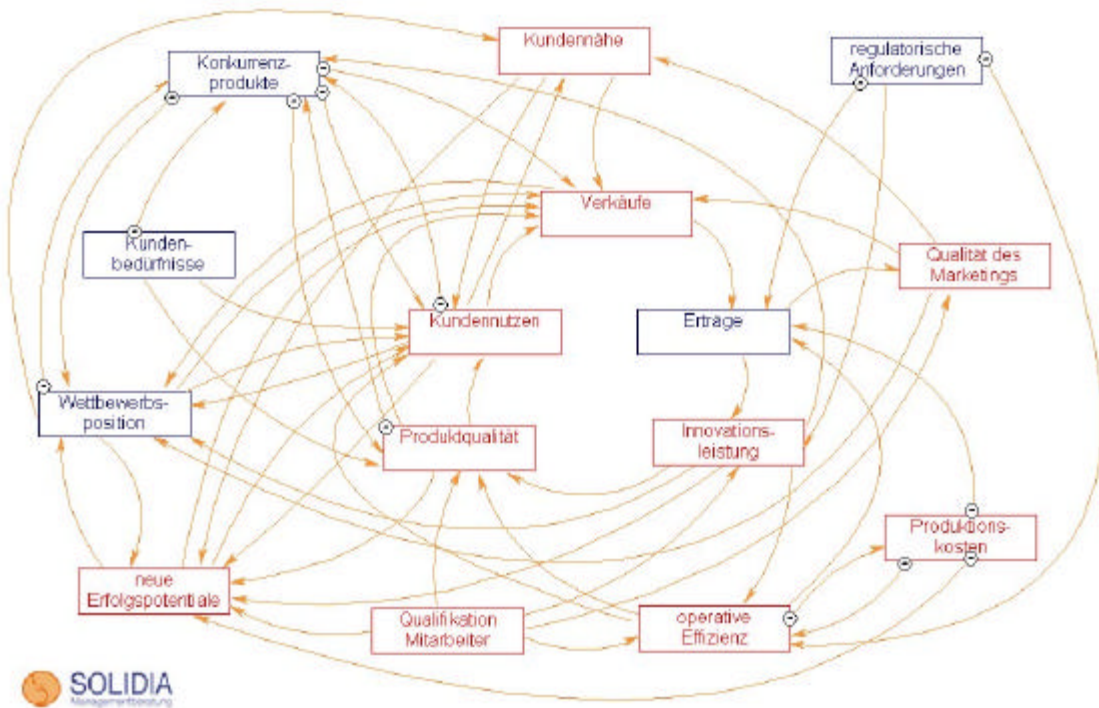 Kundennähe
Konkurrenz-
produkte
regulatorische
Anforderungen
Verkäufe
Kunden-
bedürfnisse
Qualität des
Marketings
Kundennutzen
Erträge
Wettbewerbs-
position
Produktqualität
Innovations-
leistung
Produktions-
kosten
neue
Erfolgspotentiale
Qualifikation
Mitarbeiter
operative
Effizienz
SOLIDIA
Managementberatung